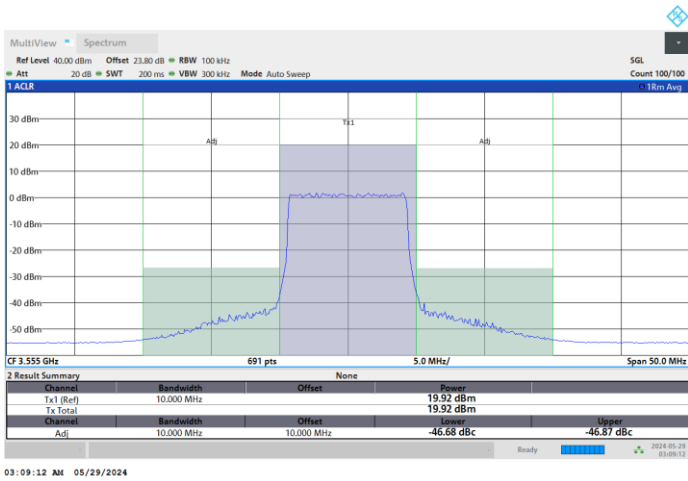 MultiView Spectrum
Ref Level 40.00 dBm Offset 23.80 dB RBW 100 kHz SGL
Att 20 dB SWT 200 ms VBW 300 kHz Mode Auto Sweep Count 100/100
1 ACLR 1Rm Avg
30 dBm
Tx1
20 dBm
Adj Adj
10 dBm
0 dBm
-10 dBm
-20 dBm
-30 dBm
-40 dBm
-50 dBm
CF 3.555 GHz 691 pts 5.0 MHz/ Span 50.0 MHz
2 Result Summary None
Channel Bandwidth Offset Power
Tx1 (Ref) 10.000 MHz 19.92 dBm
Tx Total 19.92 dBm
Channel Bandwidth Offset Lower Upper
Adj 10.000 MHz 10.000 MHz -46.68 dBc -46.87 dBc
Ready 2024-05-29
03:09:12
03:09:12 AM 05/29/2024